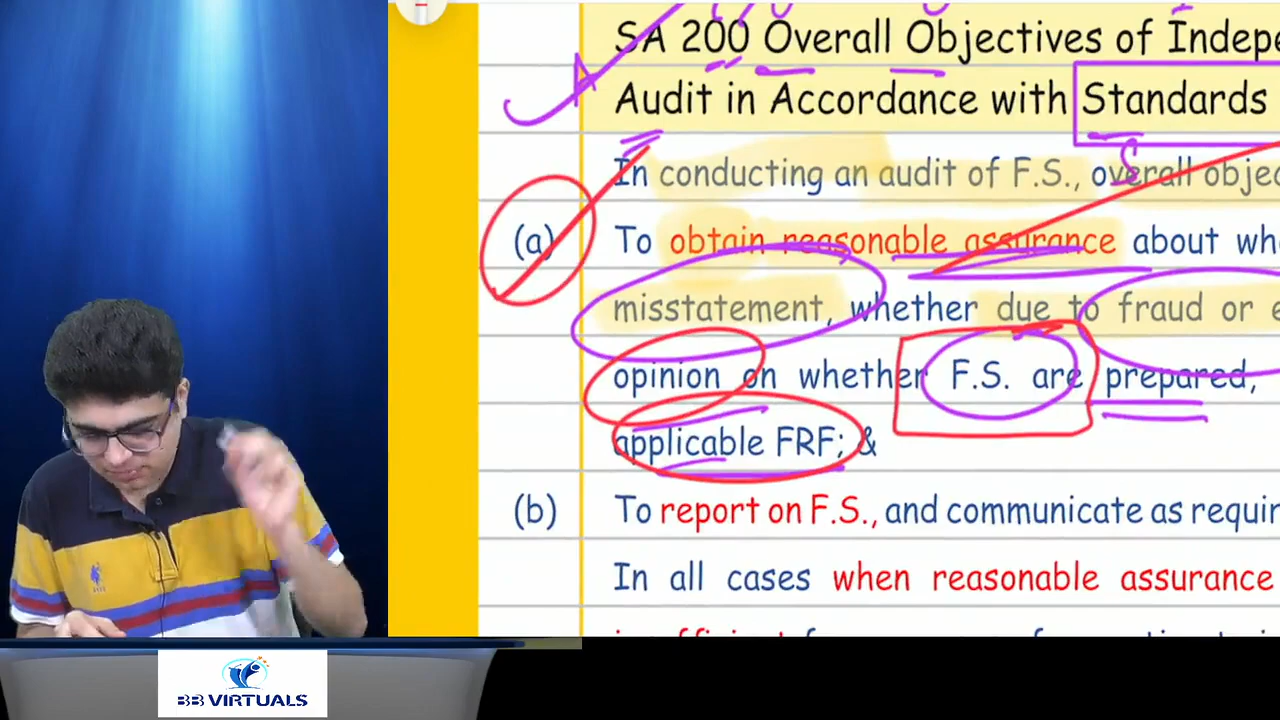 SA 200 Overall Objectives of Indepe
Audit in Accordance with Standards
In conducting an audit of F.S., overall objec
(a) To obtain reasonable assurance about whe
misstatement, whether due to fraud or e
opinion on whether F.S. are prepared,
applicable FRF; &
(b) To report on F.S., and communicate as requir
In all cases when reasonable assurance
BB VIRTUALS